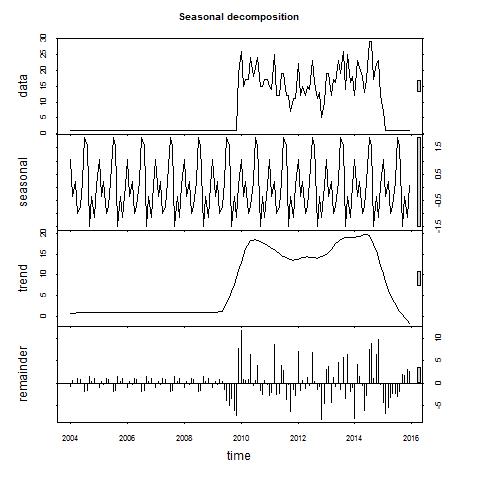 Seasonal decomposition
data
0 5 10 15 20 25 30
seasonal
-1.5 -0.5 0.5 1.5
trend
0 5 10 15 20
remainder
-5 0 5 10
2004 2006 2008 2010 2012 2014 2016
time